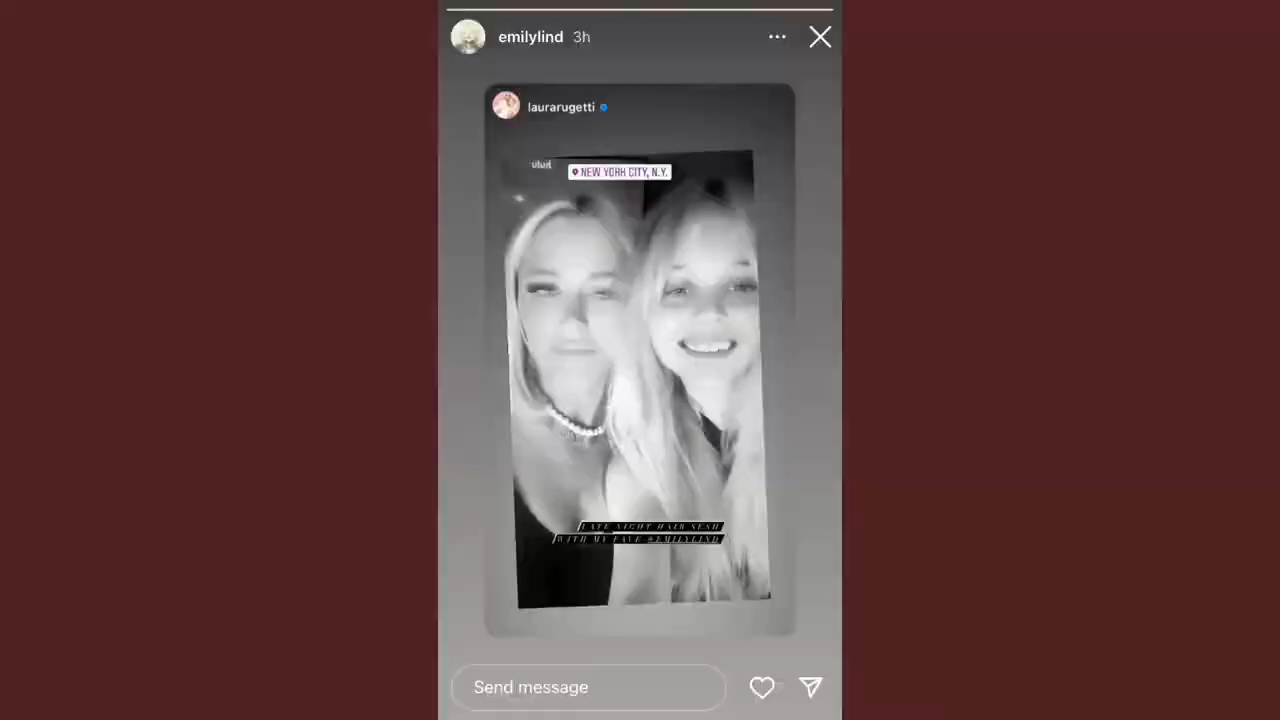 emilylind 3h
laurarugetti
NEW YORK CITY, N.Y.
LATE NIGHT HAIR SESH
WITH MY FAVE @EMILYLIND
Send message